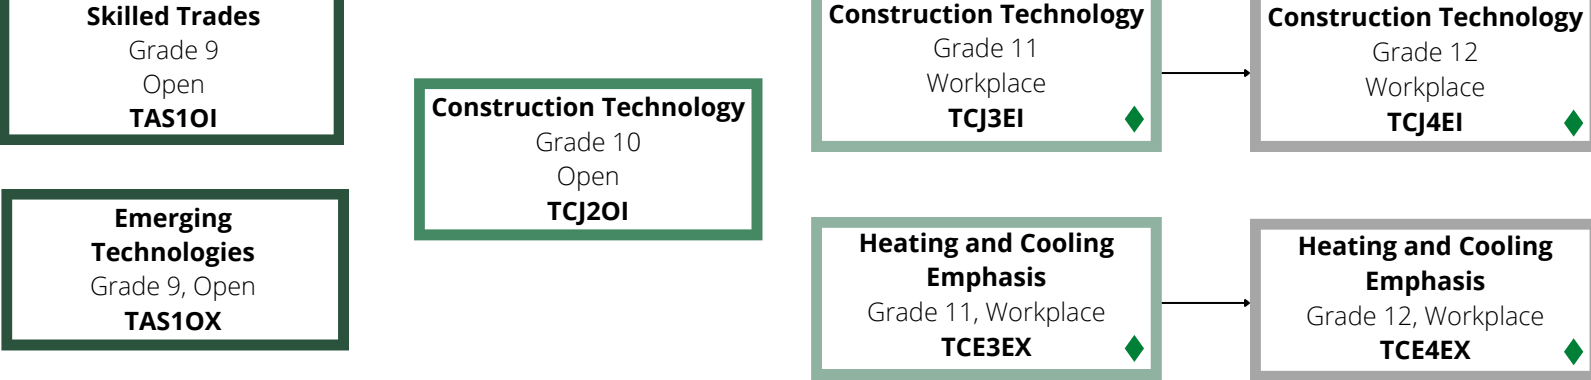 Skilled Trades
Grade 9
Open
TAS1OI
Emerging
Technologies
Grade 9, Open
TAS1OX
Construction Technology
Grade 10
Open
TCJ2OI
Construction Technology
Grade 11
Workplace
TCJ3EI
Heating and Cooling
Emphasis
Grade 11, Workplace
TCE3EX
Construction Technology
Grade 12
Workplace
TCJ4EI
Heating and Cooling
Emphasis
Grade 12, Workplace
TCE4EX